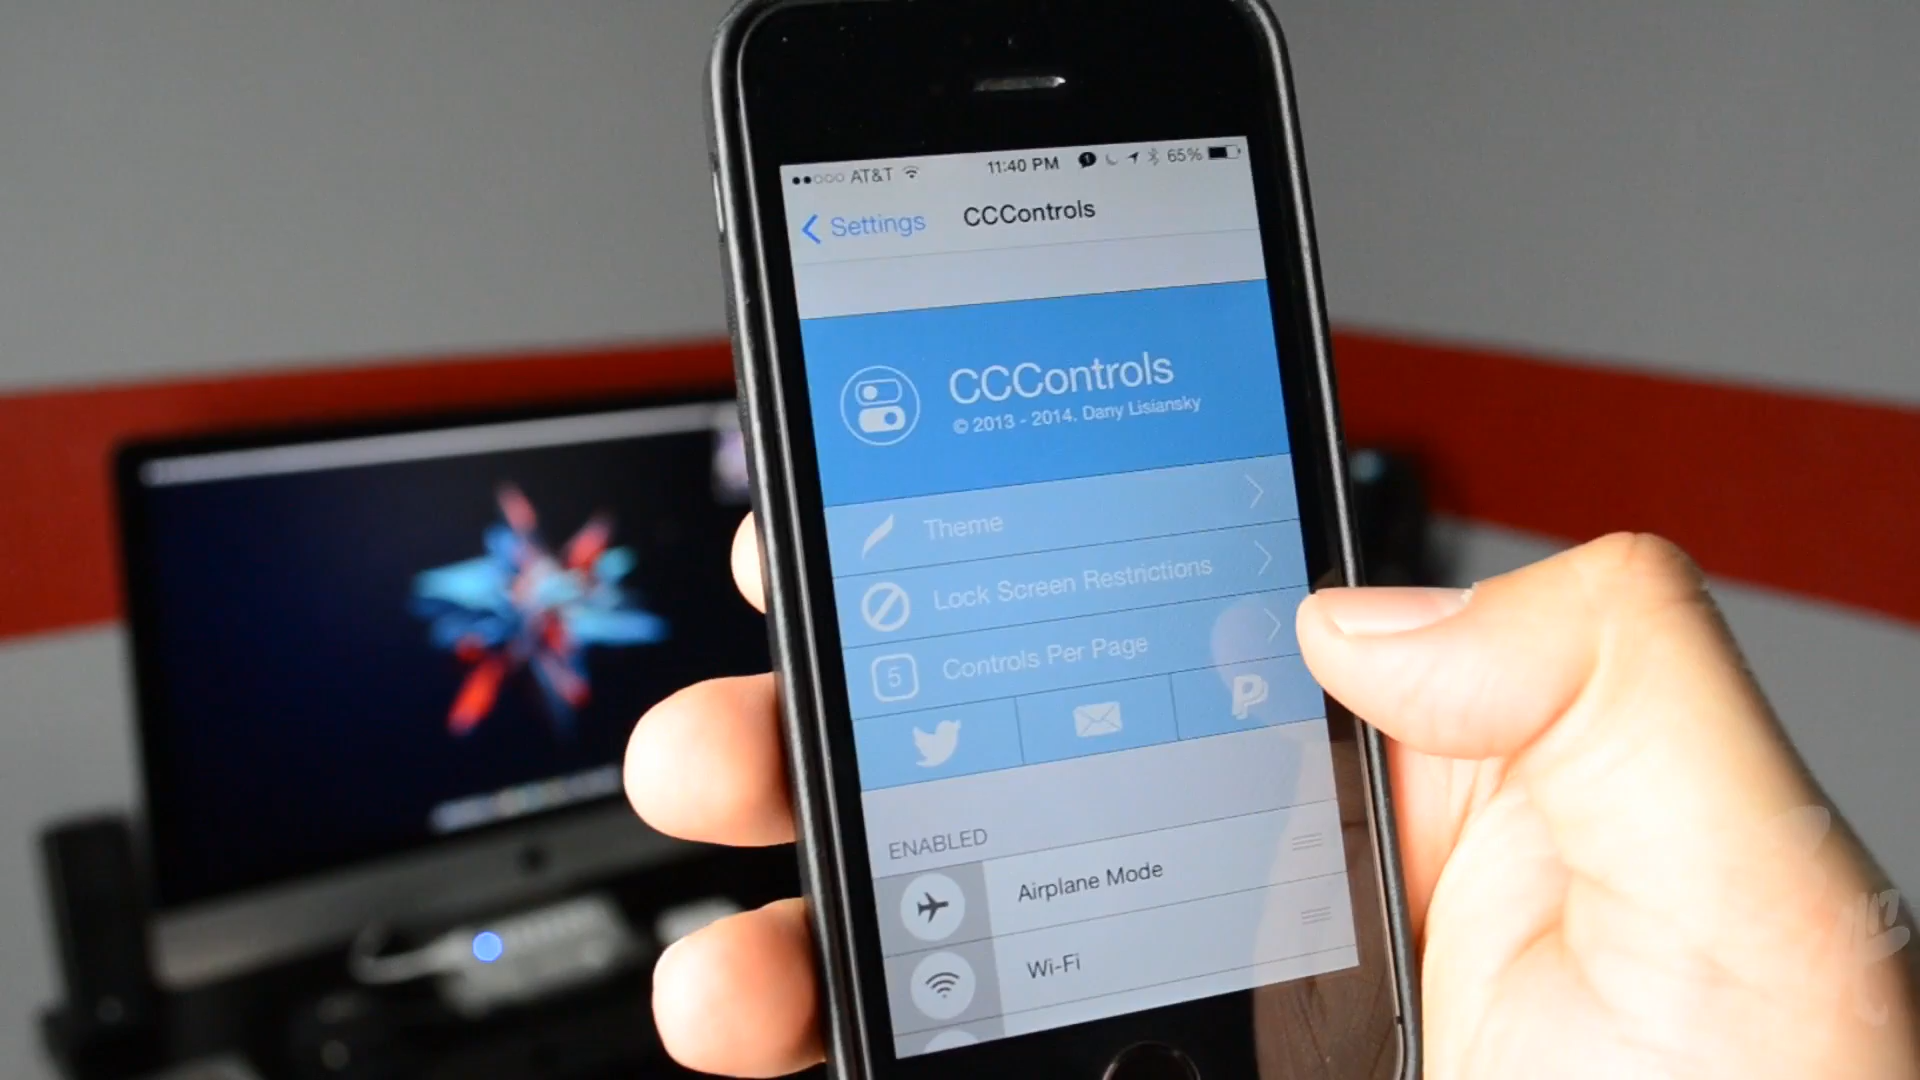 AT&T 11:40 PM 65%
Settings CCControls
CCControls
© 2013 - 2014. Dany Lisiansky
Theme
Lock Screen Restrictions
5 Controls Per Page
ENABLED
Airplane Mode
Wi-Fi